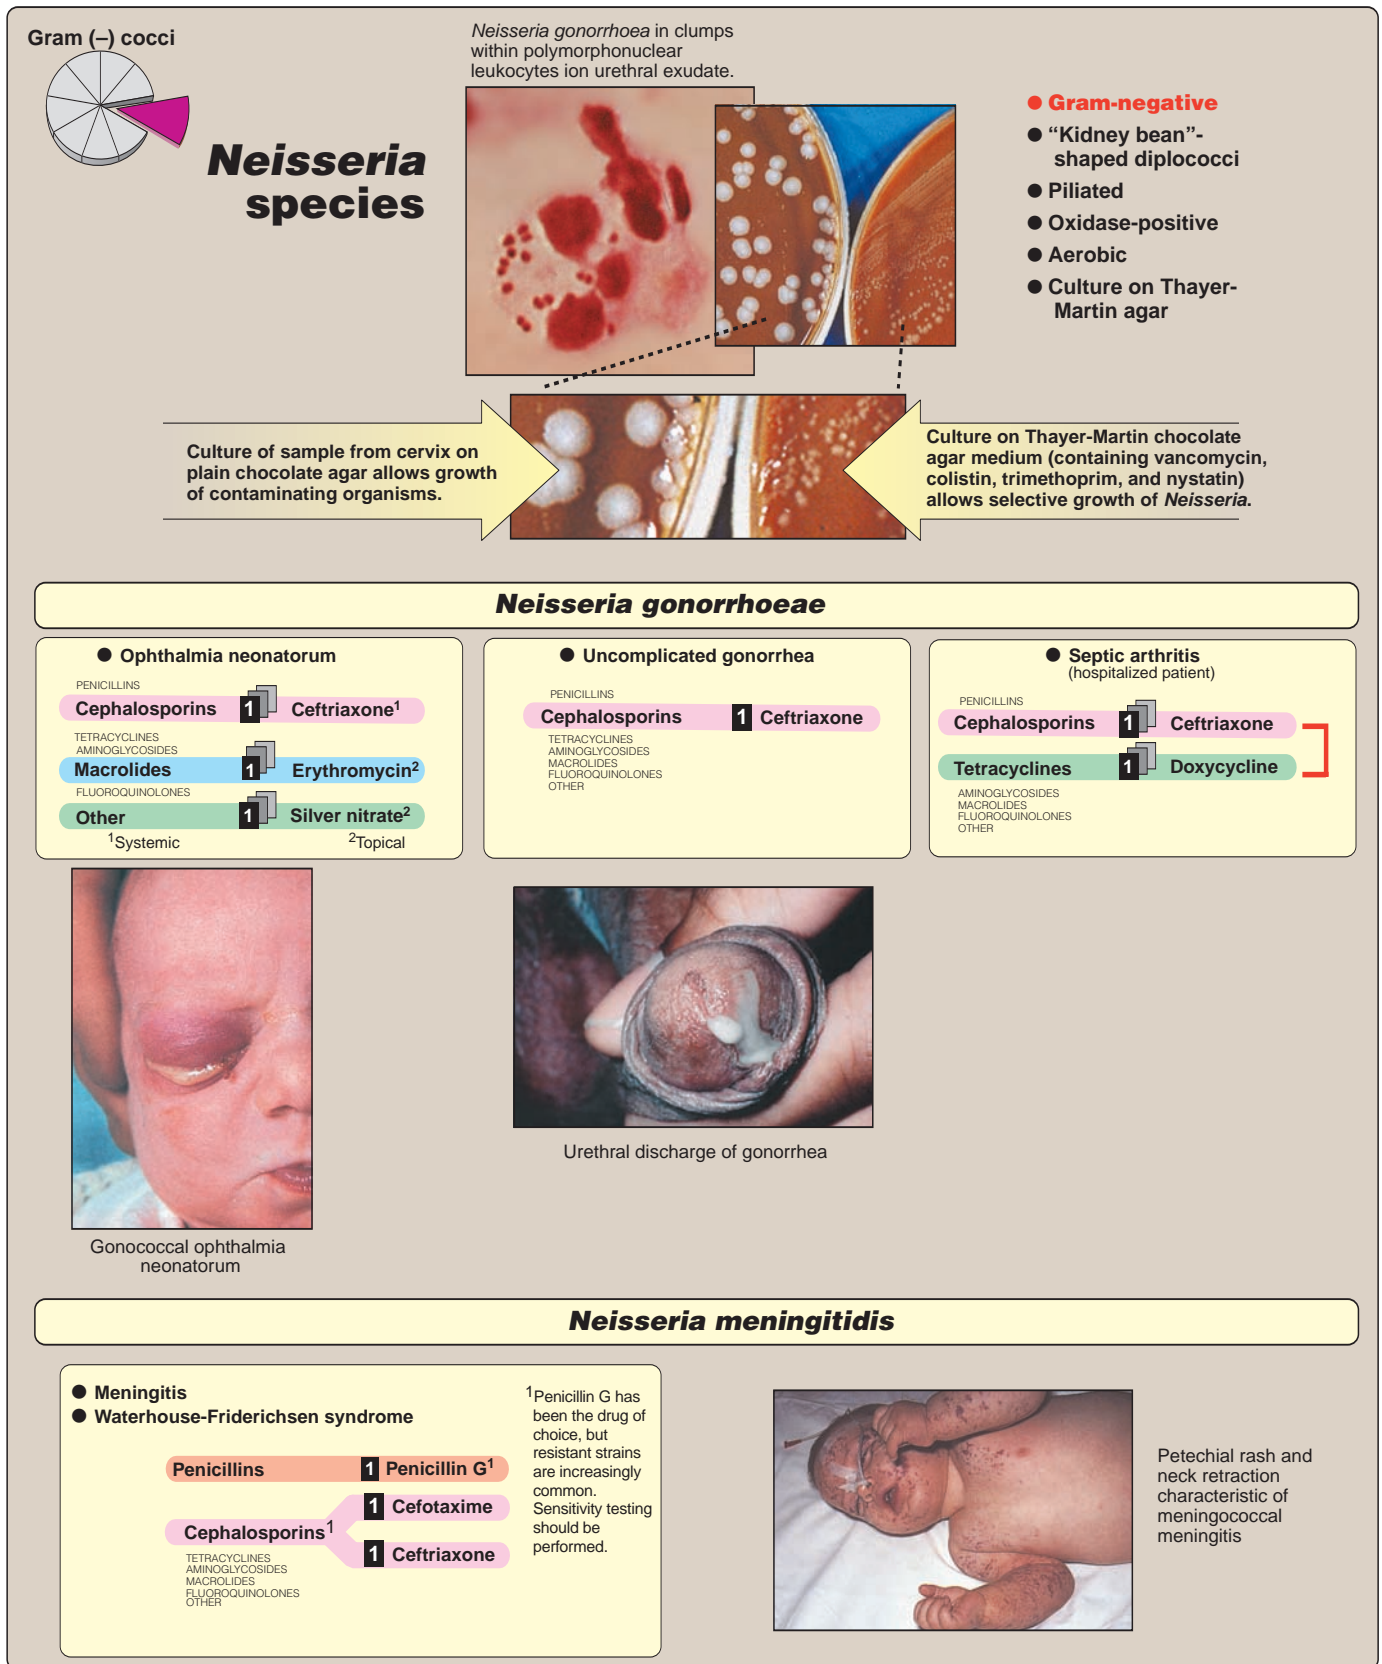 Gram (–) cocci
Neisseria
species
Neisseria gonorrhoea in clumps
within polymorphonuclear
leukocytes ion urethral exudate.
● Gram-negative
● “Kidney bean”-
shaped diplococci
● Piliated
● Oxidase-positive
● Aerobic
● Culture on Thayer-
Martin agar
Culture of sample from cervix on
plain chocolate agar allows growth
of contaminating organisms.
Culture on Thayer-Martin chocolate
agar medium (containing vancomycin,
colistin, trimethoprim, and nystatin)
allows selective growth of Neisseria.
Neisseria gonorrhoeae
● Ophthalmia neonatorum
PENICILLINS
Cephalosporins 1 Ceftriaxone¹
TETRACYCLINES
AMINOGLYCOSIDES
Macrolides 1 Erythromycin²
FLUOROQUINOLONES
Other 1 Silver nitrate²
¹Systemic ²Topical
● Uncomplicated gonorrhea
PENICILLINS
Cephalosporins 1 Ceftriaxone
TETRACYCLINES
AMINOGLYCOSIDES
MACROLIDES
FLUOROQUINOLONES
OTHER
● Septic arthritis
(hospitalized patient)
PENICILLINS
Cephalosporins 1 Ceftriaxone
Tetracyclines 1 Doxycycline
AMINOGLYCOSIDES
MACROLIDES
FLUOROQUINOLONES
OTHER
Gonococcal ophthalmia
neonatorum
Urethral discharge of gonorrhea
Neisseria meningitidis
● Meningitis
● Waterhouse-Friderichsen syndrome
Penicillins 1 Penicillin G¹
1 Cefotaxime
Cephalosporins¹
1 Ceftriaxone
TETRACYCLINES
AMINOGLYCOSIDES
MACROLIDES
FLUOROQUINOLONES
OTHER
¹Penicillin G has
been the drug of
choice, but
resistant strains
are increasingly
common.
Sensitivity testing
should be
performed.
Petechial rash and
neck retraction
characteristic of
meningococcal
meningitis